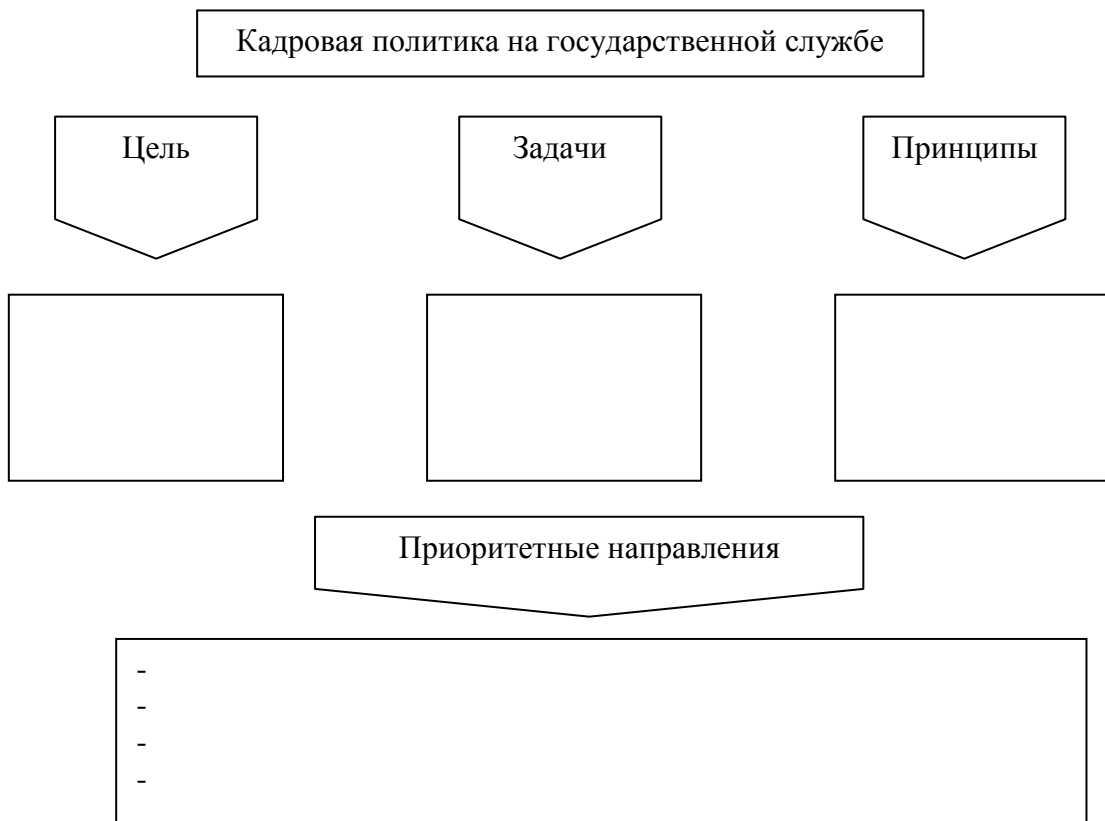 Кадровая политика на государственной службе
Цель
Задачи
Принципы
Приоритетные направления
-
-
-
-